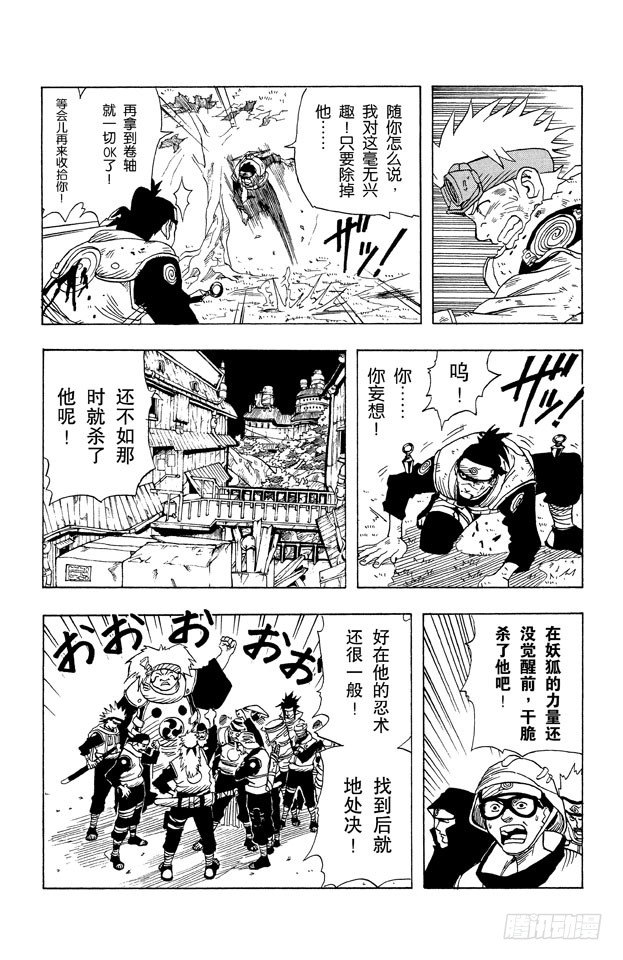 随你怎么说，
我对这毫无兴
趣！只要除掉
他……
再拿到卷轴
就一切OK了！
等会儿再来收拾你！
ガッ!!
呜！
你……
你妄想！
ズザザ!!
还不如那
时就杀了
他呢！
在妖狐的力量还
没觉醒前，干脆
杀了他吧！
好在他的忍术
还很一般！
找到后就
地处决！
おお おお
腾讯动漫